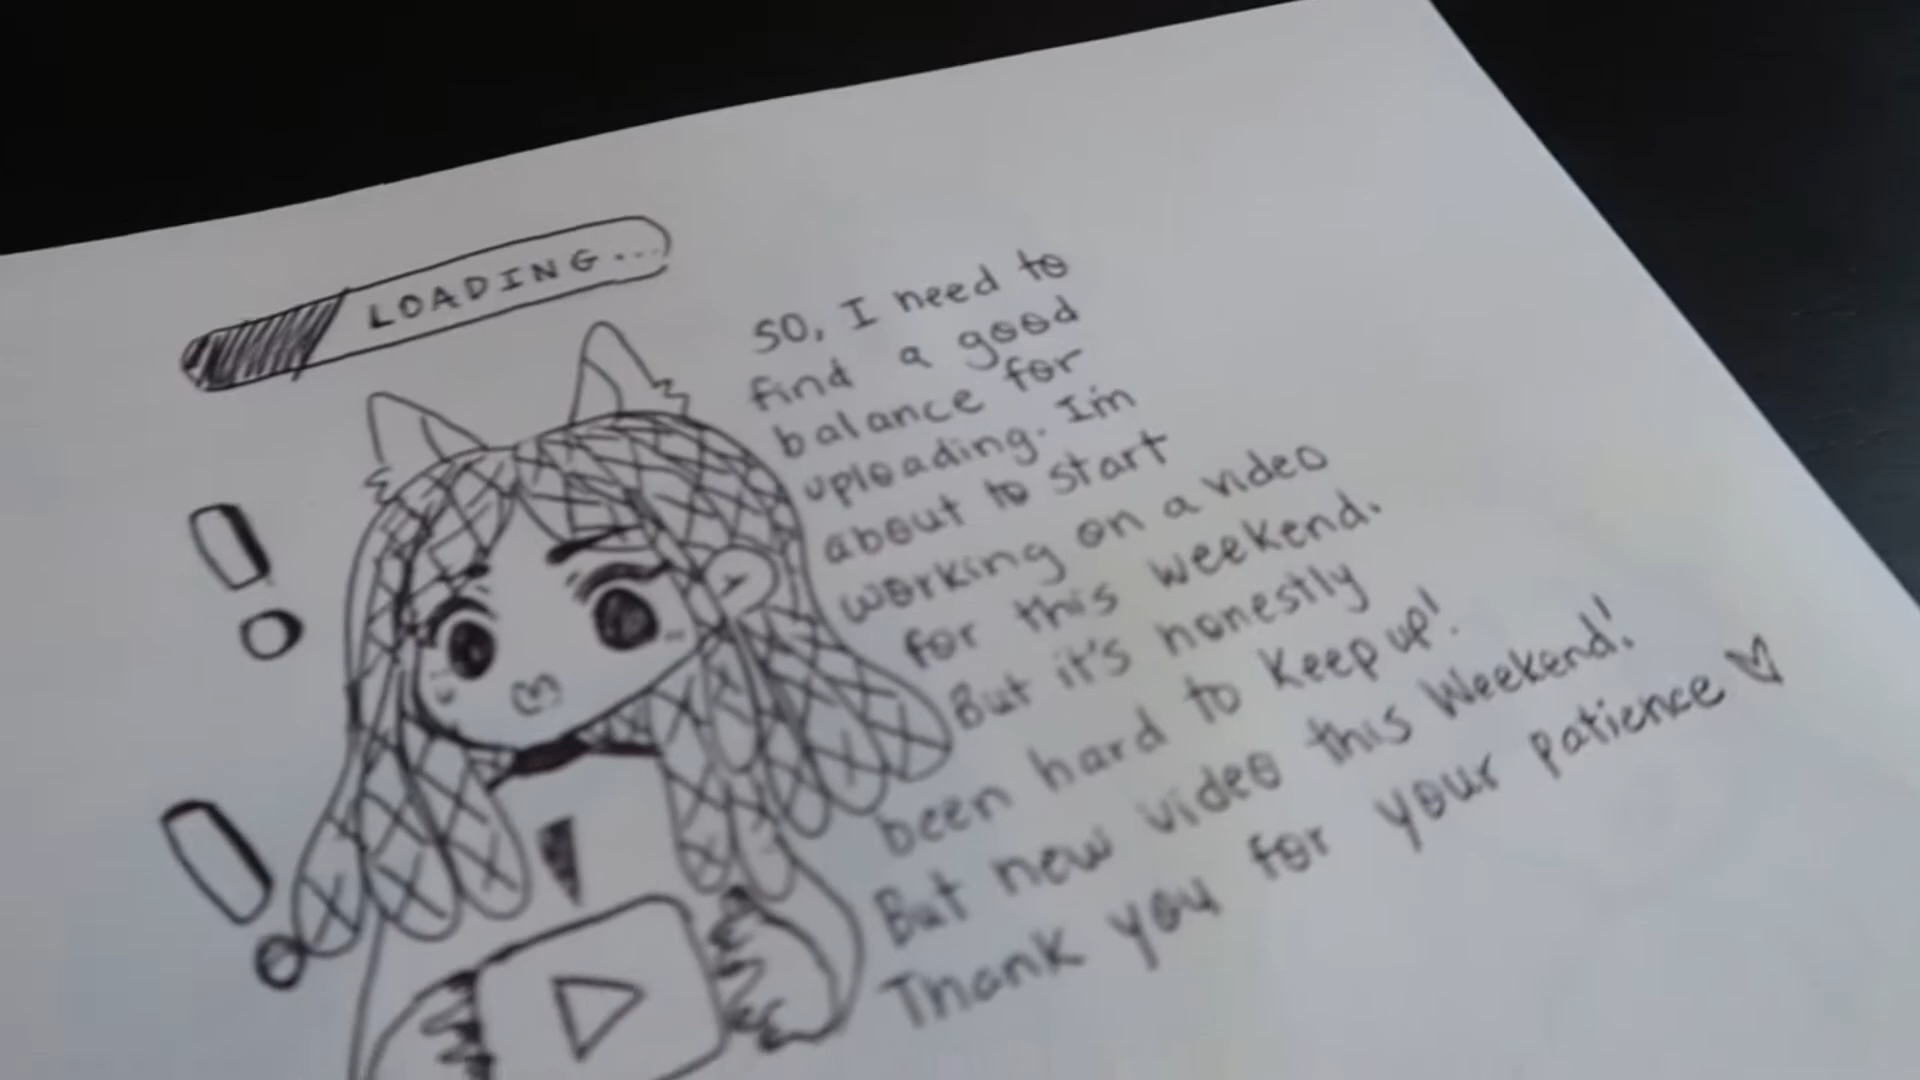 LOADING...
SO, I need to
find a good
balance for
uploading. I'm
about to start
working on a video
for this weekend.
But it's honestly
been hard to keep up!
But new video this Weekend!
Thank you for your patience ♡